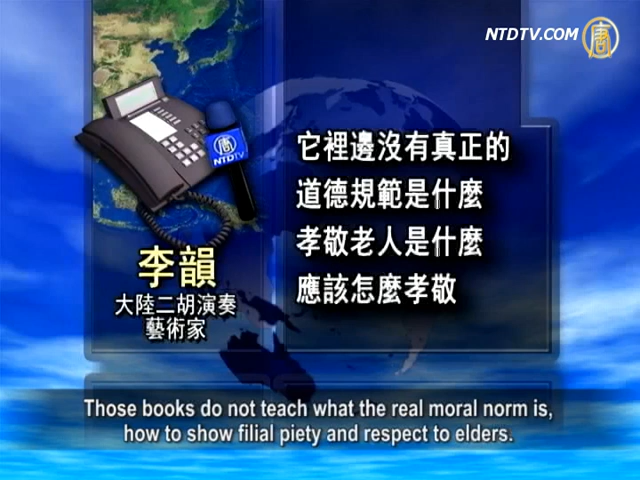 NTDTV.COM 唐
唐
NTDTV
它裡邊沒有真正的
道德規範是什麼
孝敬老人是什麼
應該怎麼孝敬
李韻
大陸二胡演奏
藝術家
Those books do not teach what the real moral norm is,
how to show filial piety and respect to elders.